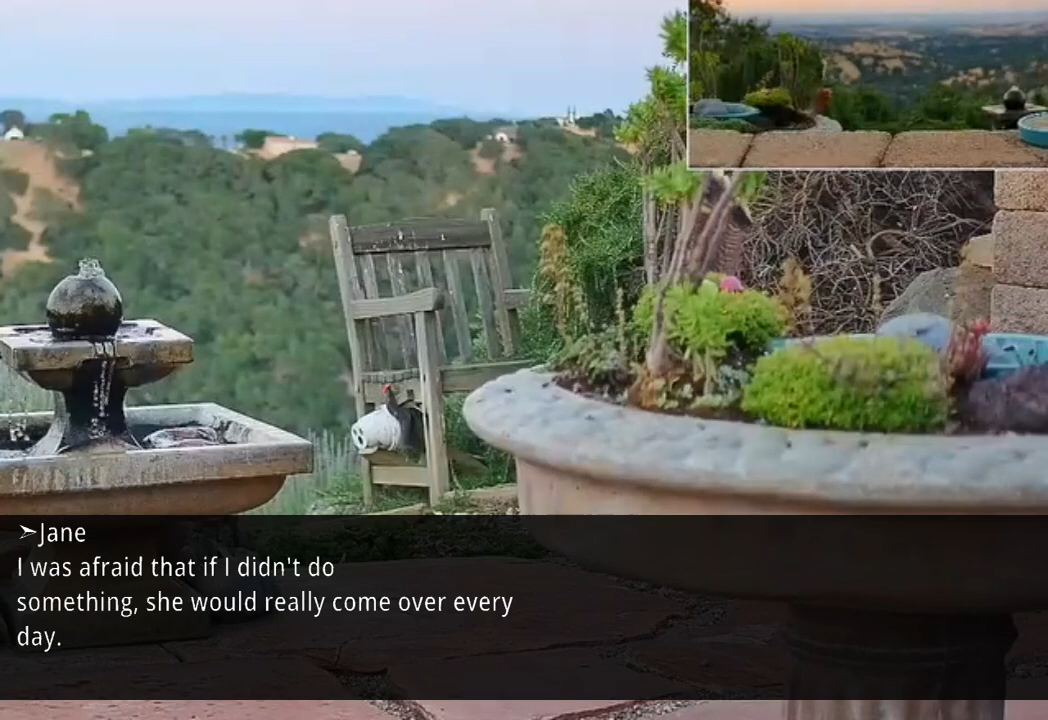 ➣Jane
I was afraid that if I didn't do
something, she would really come over every
day.